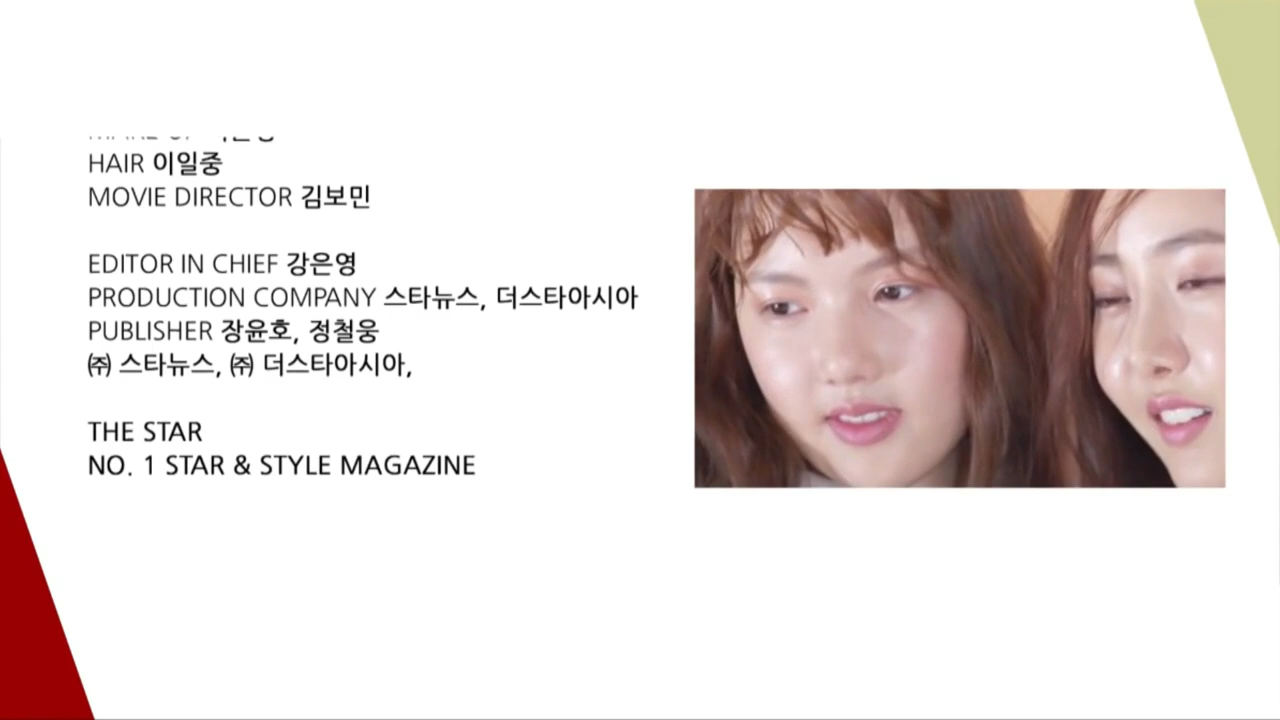 HAIR 이일중
MOVIE DIRECTOR 김보민
EDITOR IN CHIEF 강은영
PRODUCTION COMPANY 스타뉴스, 더스타아시아
PUBLISHER 장윤호, 정철웅
㈜ 스타뉴스, ㈜ 더스타아시아,
THE STAR
NO. 1 STAR & STYLE MAGAZINE